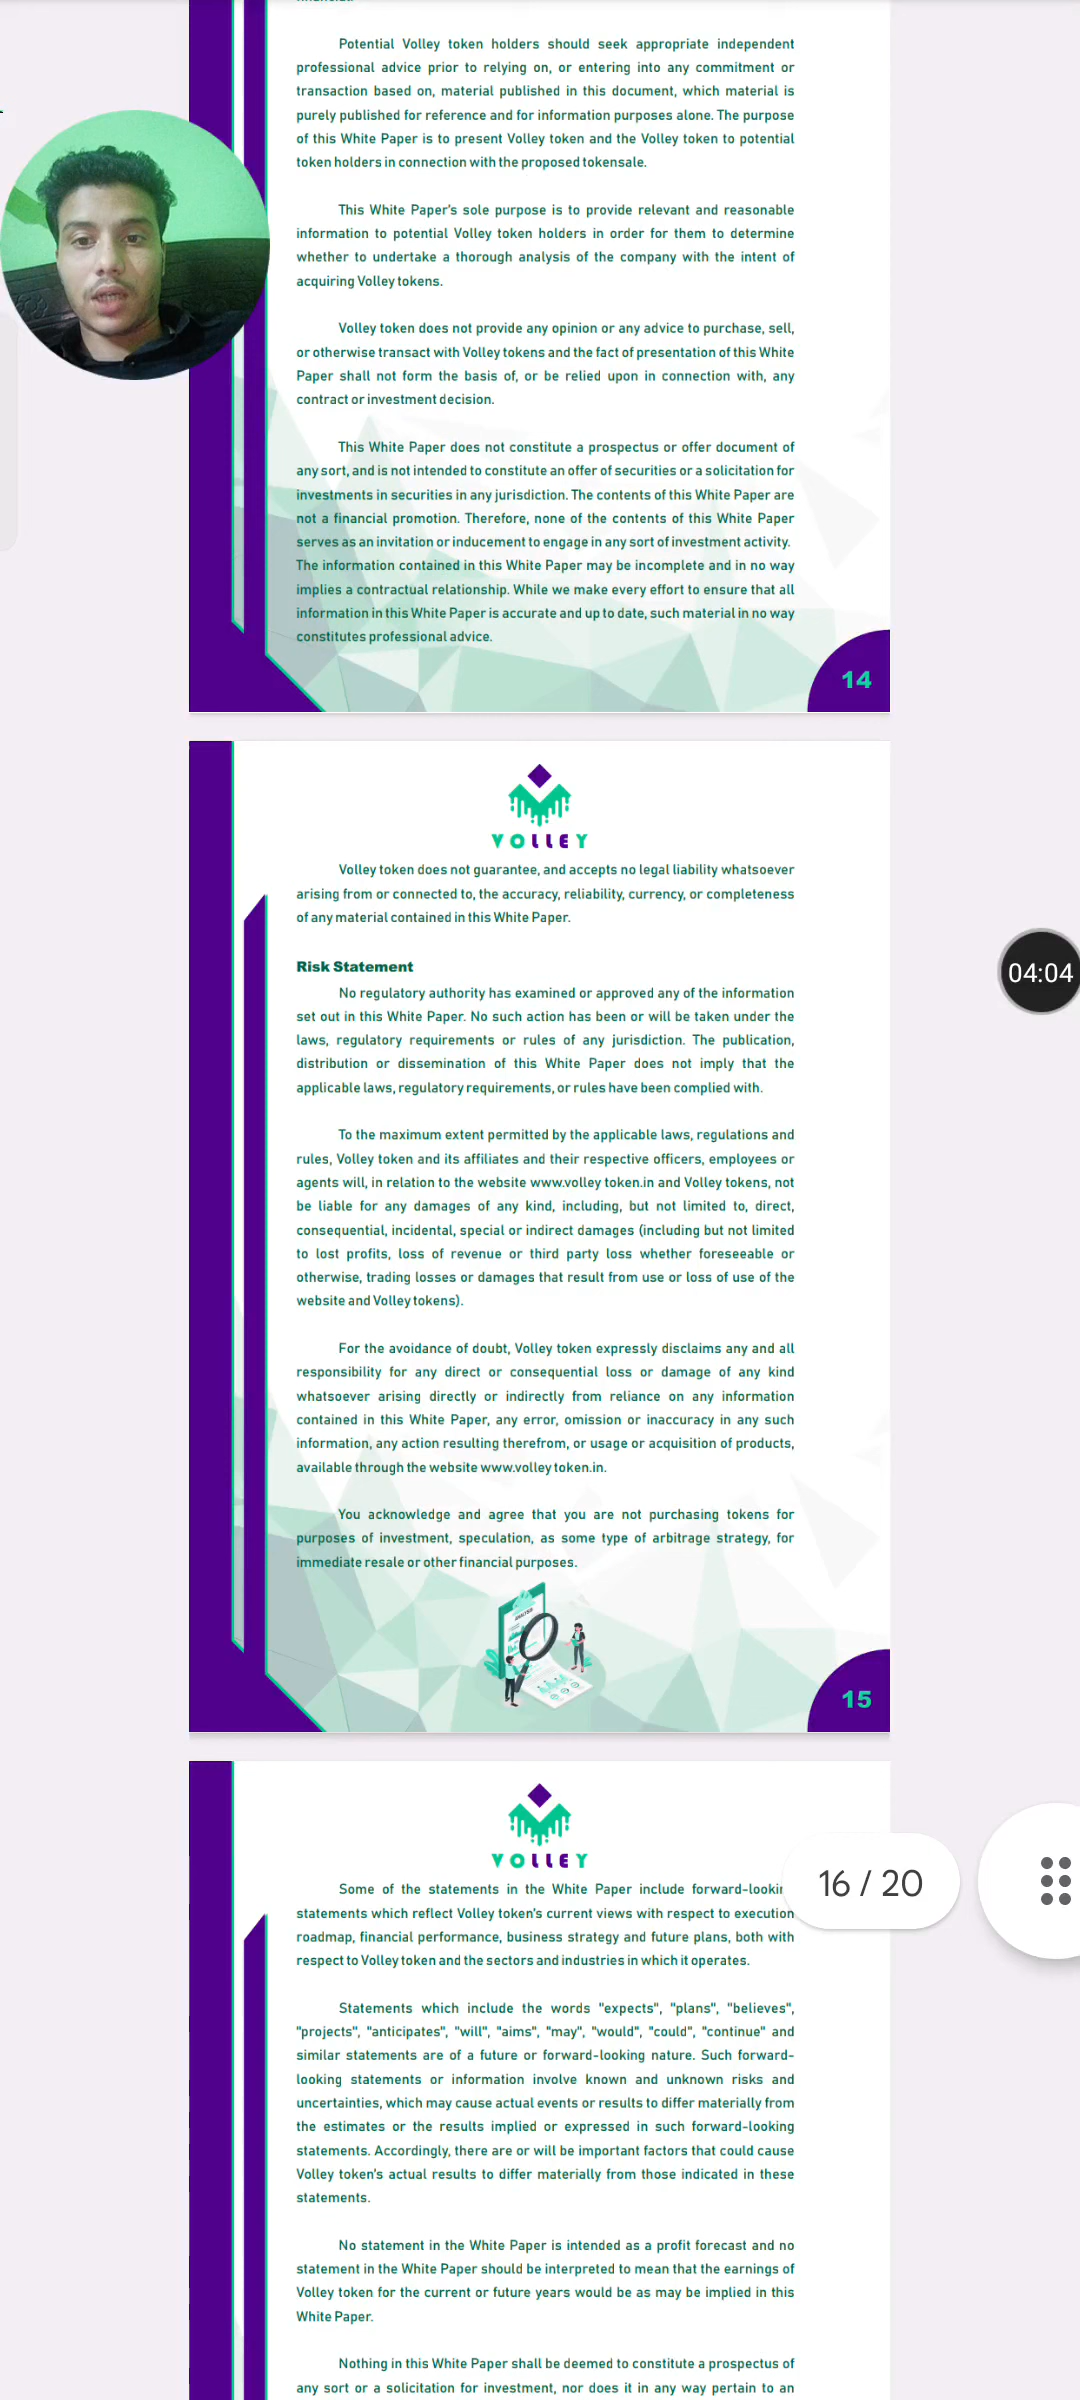 Potential Volley token holders should seek appropriate independent
professional advice prior to relying on, or entering into any commitment or
transaction based on, material published in this document, which material is
purely published for reference and for information purposes alone. The purpose
of this White Paper is to present Volley token and the Volley token to potential
token holders in connection with the proposed tokensale.
This White Paper's sole purpose is to provide relevant and reasonable
information to potential Volley token holders in order for them to determine
whether to undertake a thorough analysis of the company with the intent of
acquiring Volley tokens.
Volley token does not provide any opinion or any advice to purchase, sell,
or otherwise transact with Volley tokens and the fact of presentation of this White
Paper shall not form the basis of, or be relied upon in connection with, any
contract or investment decision.
This White Paper does not constitute a prospectus or offer document of
any sort, and is not intended to constitute an offer of securities or a solicitation for
investments in securities in any jurisdiction. The contents of this White Paper are
not a financial promotion. Therefore, none of the contents of this White Paper
serves as an invitation or inducement to engage in any sort of investment activity.
The information contained in this White Paper may be incomplete and in no way
implies a contractual relationship. While we make every effort to ensure that all
information in this White Paper is accurate and up to date, such material in no way
constitutes professional advice.
14
VOLLEY
Volley token does not guarantee, and accepts no legal liability whatsoever
arising from or connected to, the accuracy, reliability, currency, or completeness
of any material contained in this White Paper.
04:04
Risk Statement
No regulatory authority has examined or approved any of the information
set out in this White Paper. No such action has been or will be taken under the
laws, regulatory requirements or rules of any jurisdiction. The publication,
distribution or dissemination of this White Paper does not imply that the
applicable laws, regulatory requirements, or rules have been complied with.
To the maximum extent permitted by the applicable laws, regulations and
rules, Volley token and its affiliates and their respective officers, employees or
agents will, in relation to the website www.volley token.in and Volley tokens, not
be liable for any damages of any kind, including, but not limited to, direct,
consequential, incidental, special or indirect damages (including but not limited
to lost profits, loss of revenue or third party loss whether foreseeable or
otherwise, trading losses or damages that result from use or loss of use of the
website and Volley tokens).
For the avoidance of doubt, Volley token expressly disclaims any and all
responsibility for any direct or consequential loss or damage of any kind
whatsoever arising directly or indirectly from reliance on any information
contained in this White Paper, any error, omission or inaccuracy in any such
information, any action resulting therefrom, or usage or acquisition of products,
available through the website www.volley token.in.
You acknowledge and agree that you are not purchasing tokens for
purposes of investment, speculation, as some type of arbitrage strategy, for
immediate resale or other financial purposes.
ANALYSIS
15
VOLLEY
16 / 20
Some of the statements in the White Paper include
statements which reflect Volley token's current views with respect to execution
roadmap, financial performance, business strategy and future plans, both with
respect to Volley token and the sectors and industries in which it operates.
Statements which include the words "expects", "plans", "believes",
"projects", "anticipates", "will", "aims", "may", "would", "could", "continue" and
similar statements are of a future or forward-looking nature. Such forward-
looking statements or information involve known and unknown risks and
uncertainties, which may cause actual events or results to differ materially from
the estimates or the results implied or expressed in such forward-looking
statements. Accordingly, there are or will be important factors that could cause
Volley token's actual results to differ materially from those indicated in these
statements.
No statement in the White Paper is intended as a profit forecast and no
statement in the White Paper should be interpreted to mean that the earnings of
Volley token for the current or future years would be as may be implied in this
White Paper.
Nothing in this White Paper shall be deemed to constitute a prospectus of
any sort or a solicitation for investment, nor does it in any way pertain to an